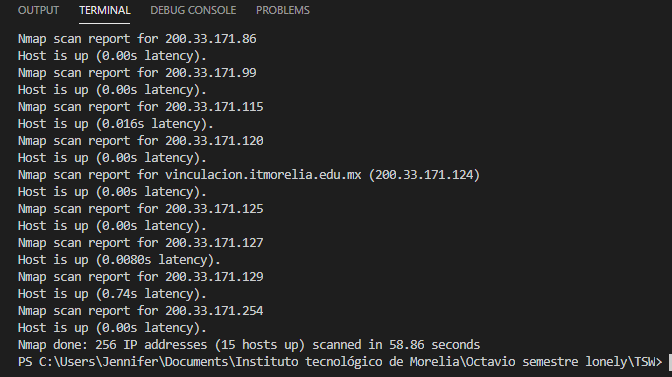 OUTPUT TERMINAL DEBUG CONSOLE PROBLEMS
Nmap scan report for 200.33.171.86
Host is up (0.00s latency).
Nmap scan report for 200.33.171.99
Host is up (0.00s latency).
Nmap scan report for 200.33.171.115
Host is up (0.016s latency).
Nmap scan report for 200.33.171.120
Host is up (0.00s latency).
Nmap scan report for vinculacion.itmorelia.edu.mx (200.33.171.124)
Host is up (0.00s latency).
Nmap scan report for 200.33.171.125
Host is up (0.00s latency).
Nmap scan report for 200.33.171.127
Host is up (0.0080s latency).
Nmap scan report for 200.33.171.129
Host is up (0.74s latency).
Nmap scan report for 200.33.171.254
Host is up (0.00s latency).
Nmap done: 256 IP addresses (15 hosts up) scanned in 58.86 seconds
PS C:\Users\Jennifer\Documents\Instituto tecnológico de Morelia\Octavio semestre lonely\TSW>